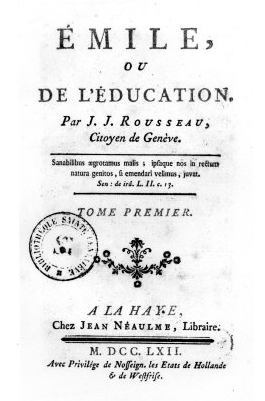 ÉMILE,
OU
DE L'ÉDUCATION.
Par J. J. ROUSSEAU,
Citoyen de Genève.
Sanabilibus ægrotamus malis ; ipsaque nos in rectum
natura genitos, si emendari velimus, juvat.
Sen : de irâ. L. II. c. 13.
TOME PREMIER.
BIBLIOTHEQUE SAINTE
A LA HAYE,
Chez JEAN NÉAULME, Libraire.
M. DCC. LXII.
Avec Privilége de Nosseign. les Etats de Hollande
& de Westfrise.